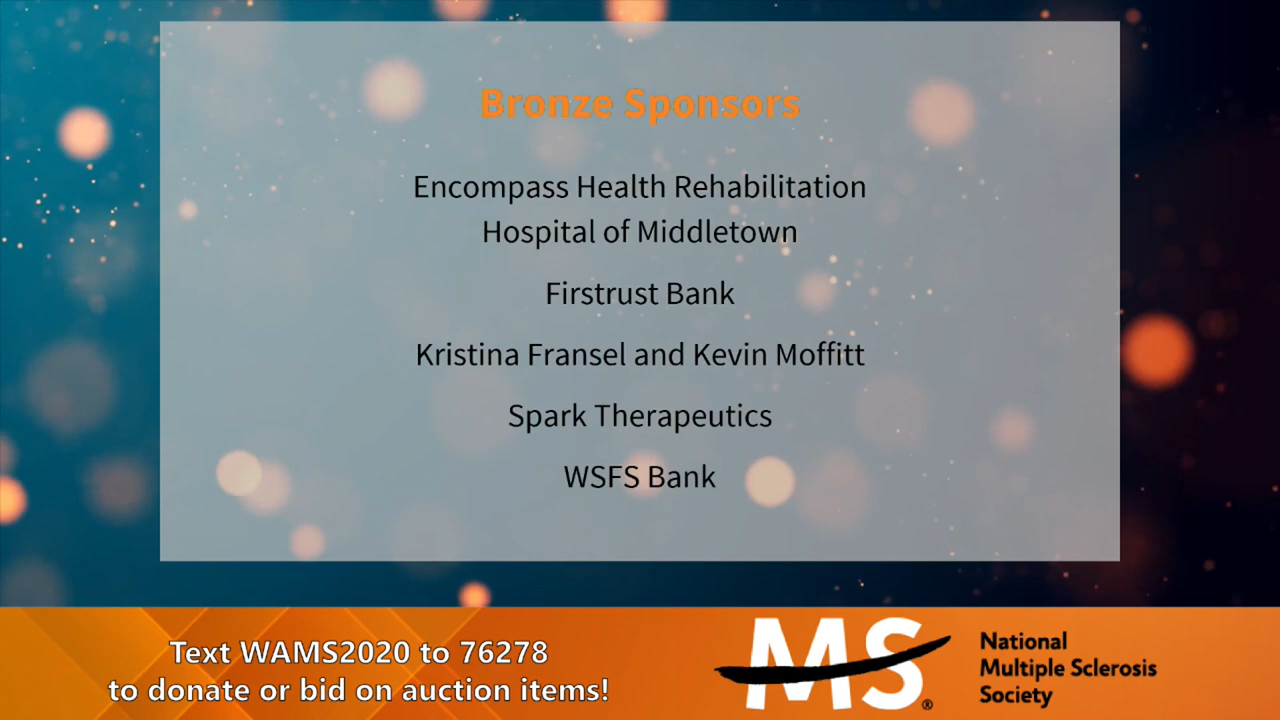 Bronze Sponsors
Encompass Health Rehabilitation
Hospital of Middletown
Firstrust Bank
Kristina Fransel and Kevin Moffitt
Spark Therapeutics
WSFS Bank
Text WAMS2020 to 76278
to donate or bid on auction items!
MS®
National
Multiple Sclerosis
Society